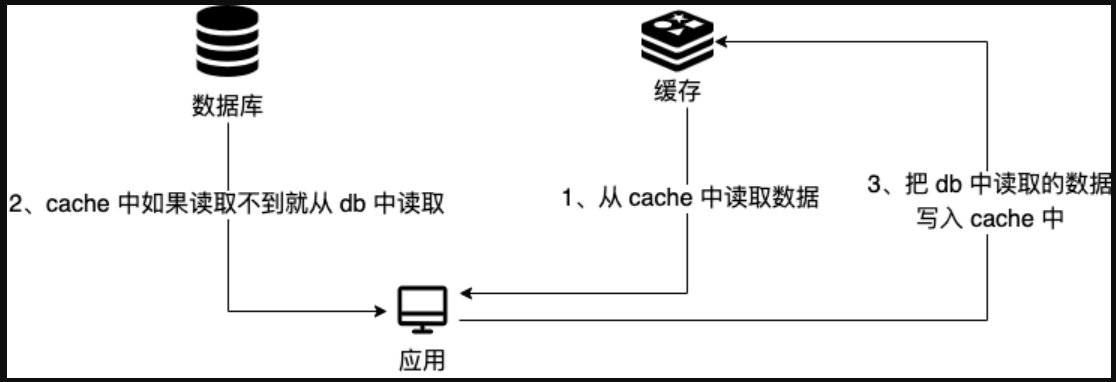 数据库
缓存
2、cache 中如果读取不到就从 db 中读取
1、从 cache 中读取数据
3、把 db 中读取的数据
写入 cache 中
应用